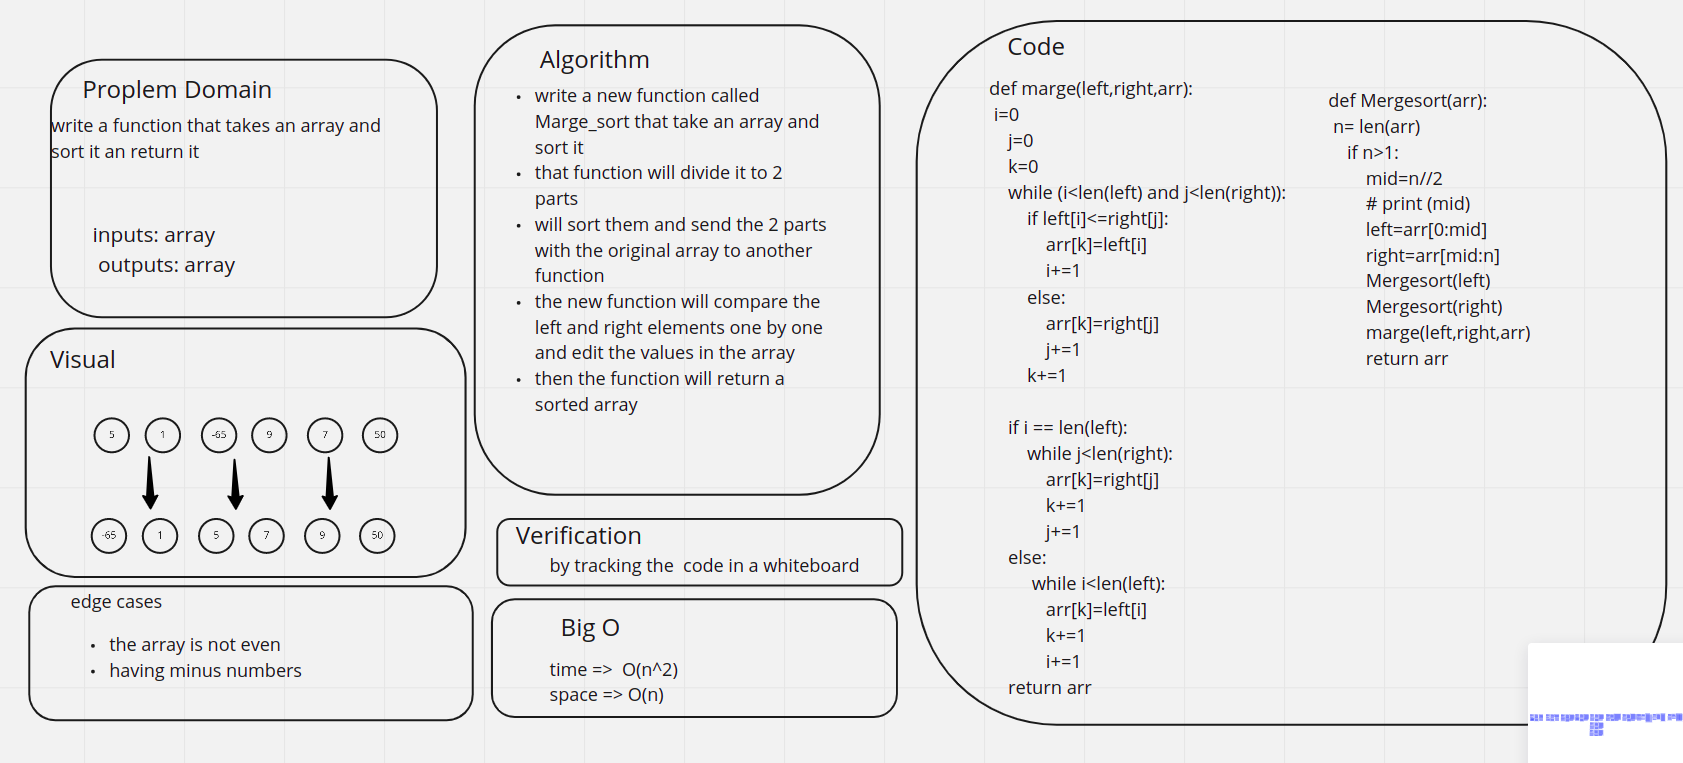 Proplem Domain
write a function that takes an array and
sort it an return it
inputs: array
outputs: array
Visual
5 1 -65 9 7 50
-65 1 5 7 9 50
edge cases
• the array is not even
• having minus numbers
Algorithm
• write a new function called
Marge_sort that take an array and
sort it
• that function will divide it to 2
parts
• will sort them and send the 2 parts
with the original array to another
function
• the new function will compare the
left and right elements one by one
and edit the values in the array
• then the function will return a
sorted array
Verification
by tracking the  code in a whiteboard
Big O
time =>  O(n^2)
space => O(n)
Code
def marge(left,right,arr):
 i=0
    j=0
    k=0
    while (i<len(left) and j<len(right)):
        if left[i]<=right[j]:
            arr[k]=left[i]
            i+=1
        else:
            arr[k]=right[j]
            j+=1
        k+=1
    if i == len(left):
        while j<len(right):
            arr[k]=right[j]
            k+=1
            j+=1
    else:
         while i<len(left):
            arr[k]=left[i]
            k+=1
            i+=1
    return arr
def Mergesort(arr):
 n= len(arr)
    if n>1:
        mid=n//2
        # print (mid)
        left=arr[0:mid]
        right=arr[mid:n]
        Mergesort(left)
        Mergesort(right)
        marge(left,right,arr)
        return arr